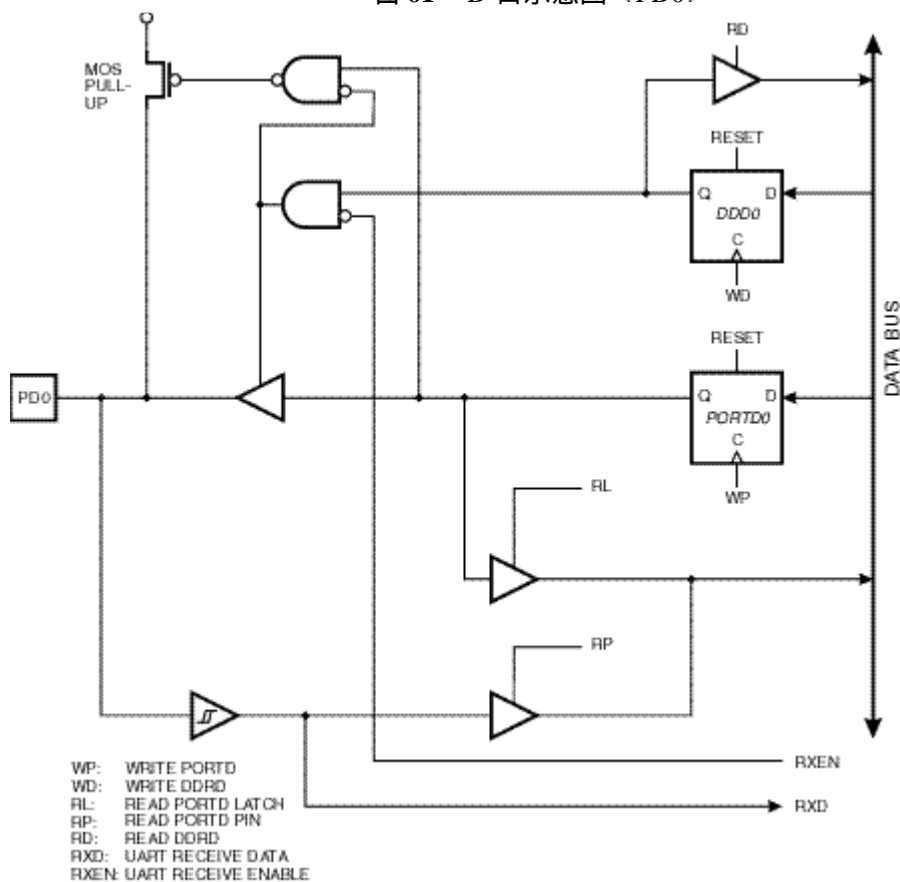 MOS
PULL-
UP
RD
RESET
Q D
DDD0
C
WD
RESET
Q D
PORTD0
C
WP
DATA BUS
PD0
RL
RP
RXEN
RXD
WP: WRITE PORTD
WD: WRITE DDRD
RL: READ PORTD LATCH
RP: READ PORTD PIN
RD: READ DDRD
RXD: UART RECEIVE DATA
RXEN: UART RECEIVE ENABLE